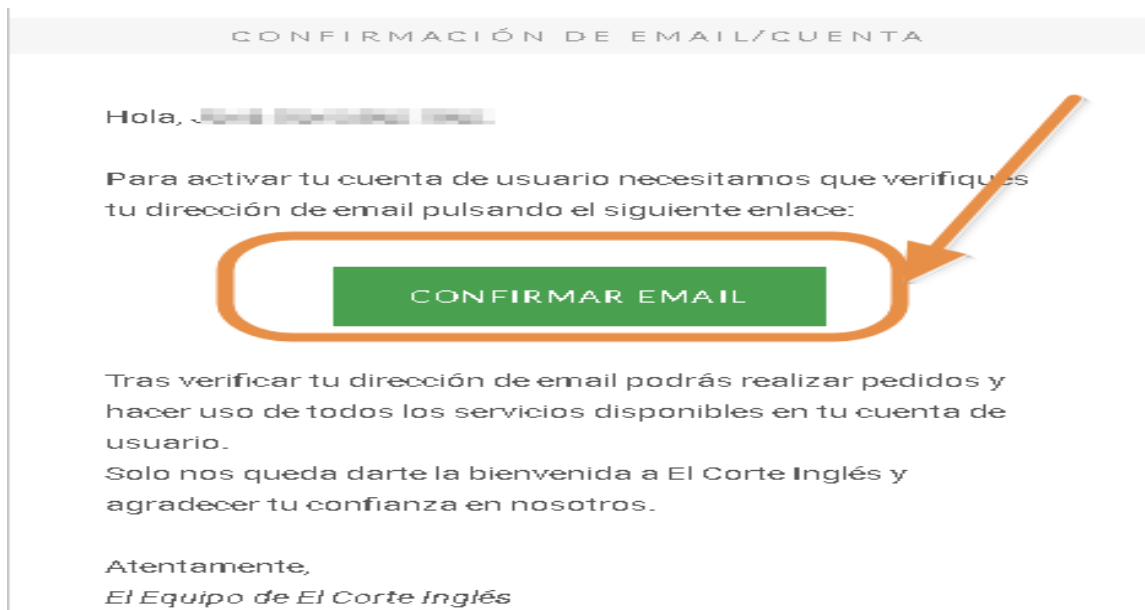 CONFIRMACIÓN DE EMAIL/CUENTA
Hola,
Para activar tu cuenta de usuario necesitamos que verifiques
tu dirección de email pulsando el siguiente enlace:
CONFIRMAR EMAIL
Tras verificar tu dirección de email podrás realizar pedidos y
hacer uso de todos los servicios disponibles en tu cuenta de
usuario.
Solo nos queda darte la bienvenida a El Corte Inglés y
agradecer tu confianza en nosotros.
Atentamente,
El Equipo de El Corte Inglés